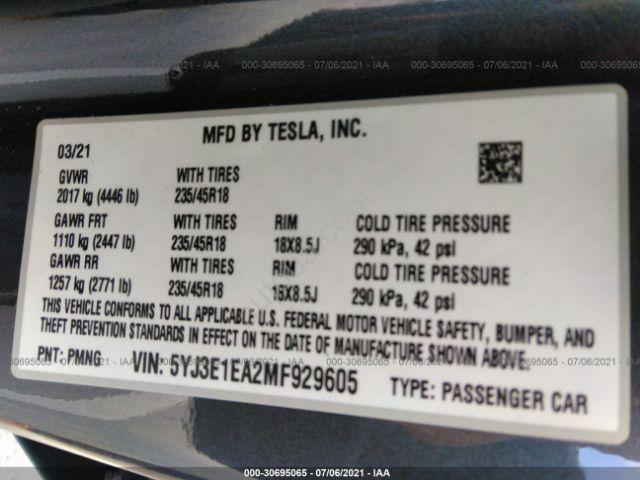 000-30695065 - 07/06/2021 - IAA
MFD BY TESLA, INC.
03/21
GVWR WITH TIRES
2017 kg (4446 lb) 235/45R18
GAWR FRT WITH TIRES RIM COLD TIRE PRESSURE
1110 kg (2447 lb) 235/45R18 18X8.5J 290 kPa, 42 psi
GAWR RR WITH TIRES RIM COLD TIRE PRESSURE
1257 kg (2771 lb) 235/45R18 18X8.5J 290 kPa, 42 psi
THIS VEHICLE CONFORMS TO ALL APPLICABLE U.S. FEDERAL MOTOR VEHICLE SAFETY, BUMPER, AND
THEFT PREVENTION STANDARDS IN EFFECT ON THE DATE OF MANUFACTURE SHOWN ABOVE.
PNT: PMNG VIN: 5YJ3E1EA2MF929605 TYPE: PASSENGER CAR
000-30695065 - 07/06/2021 - IAA